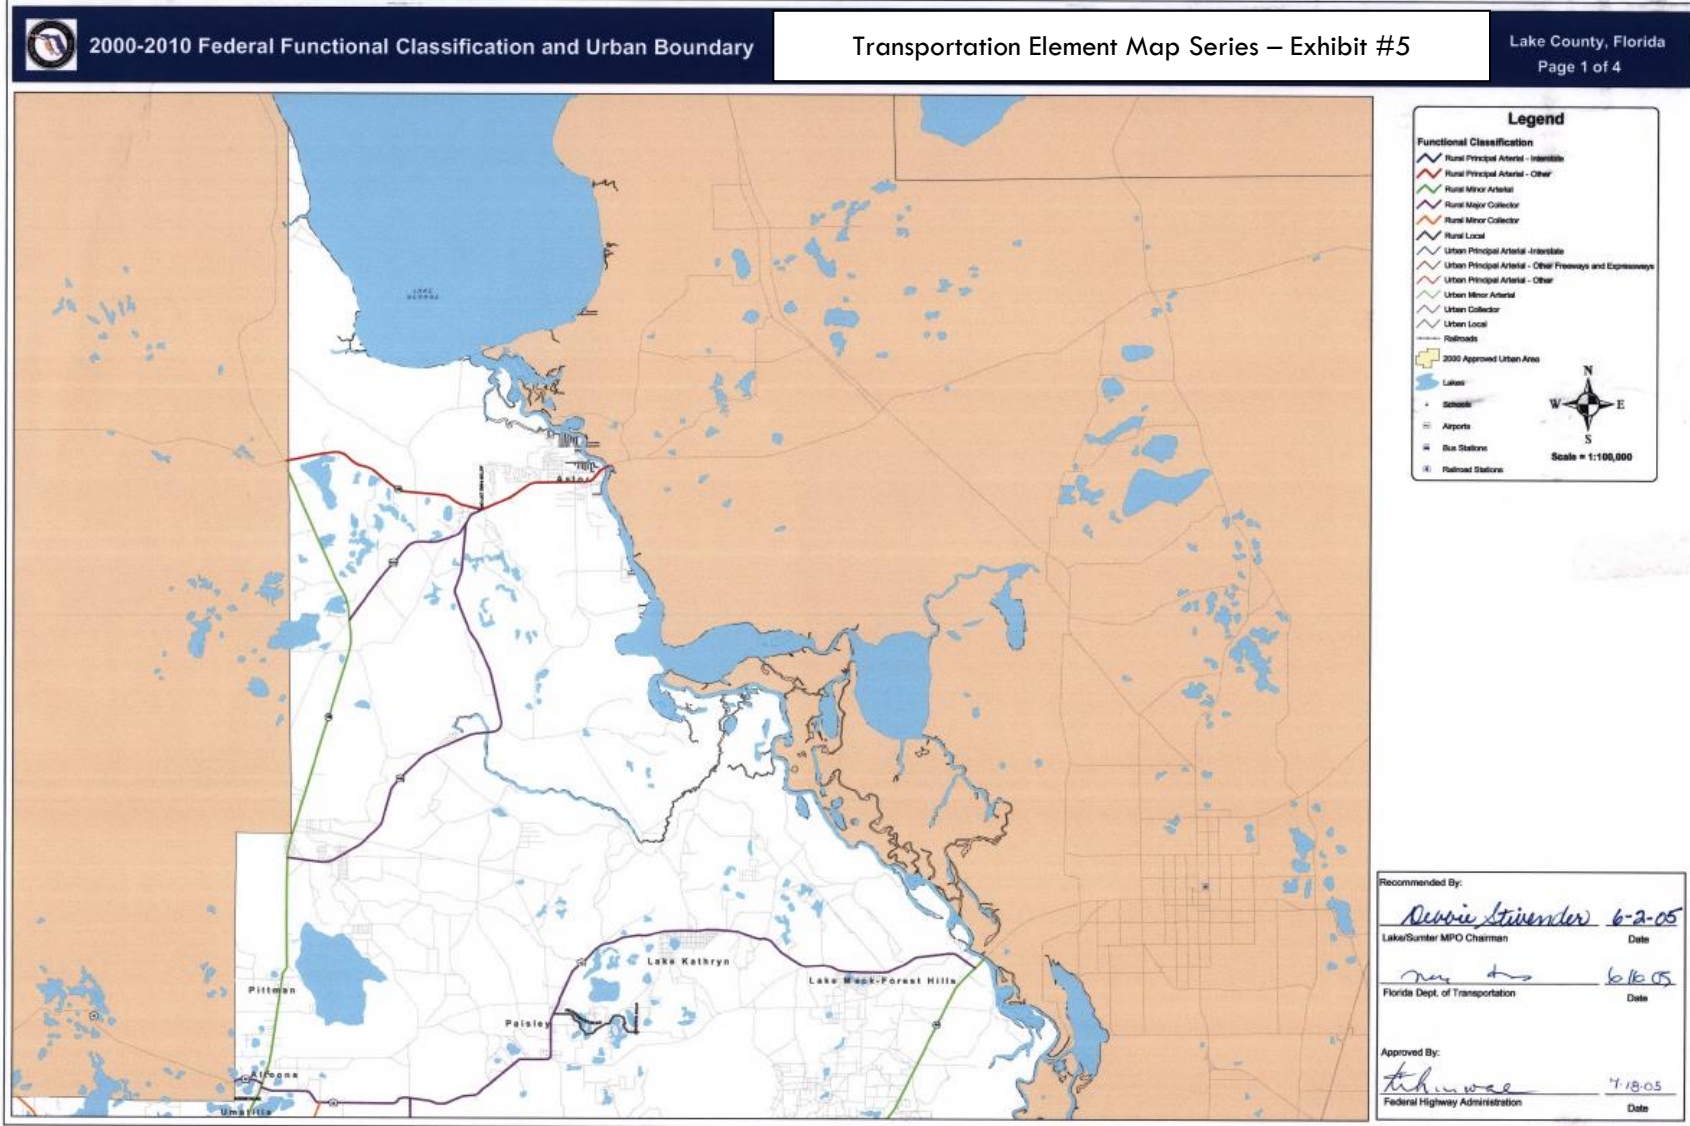 2000-2010 Federal Functional Classification and Urban Boundary
Transportation Element Map Series – Exhibit #5
Lake County, Florida
Page 1 of 4
Legend
Functional Classification
Rural Principal Arterial - Interstate
Rural Principal Arterial - Other
Rural Minor Arterial
Rural Major Collector
Rural Minor Collector
Rural Local
Urban Principal Arterial -Interstate
Urban Principal Arterial - Other Freeways and Expressways
Urban Principal Arterial - Other
Urban Minor Arterial
Urban Collector
Urban Local
Railroads
2000 Approved Urban Area
Lakes
Schools
Airports
Bus Stations
Railroad Stations
N
W E
S
Scale = 1:100,000
LAKE
GEORGE
Astor
Lake Kathryn
Lake Mack-Forest Hills
Pittman
Paisley
Altoona
Umatilla
Recommended By:
Debbie Stivender 6-2-05
Lake/Sumter MPO Chairman Date
6/16/05
Florida Dept. of Transportation Date
Approved By:
7-18-05
Federal Highway Administration Date